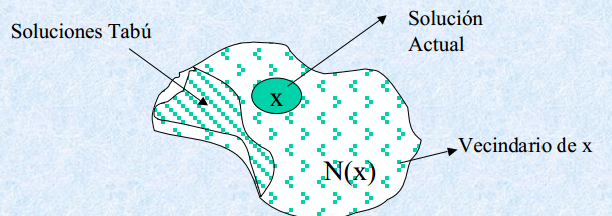 Soluciones Tabú
Solución
Actual
x
Vecindario de x
N(x)